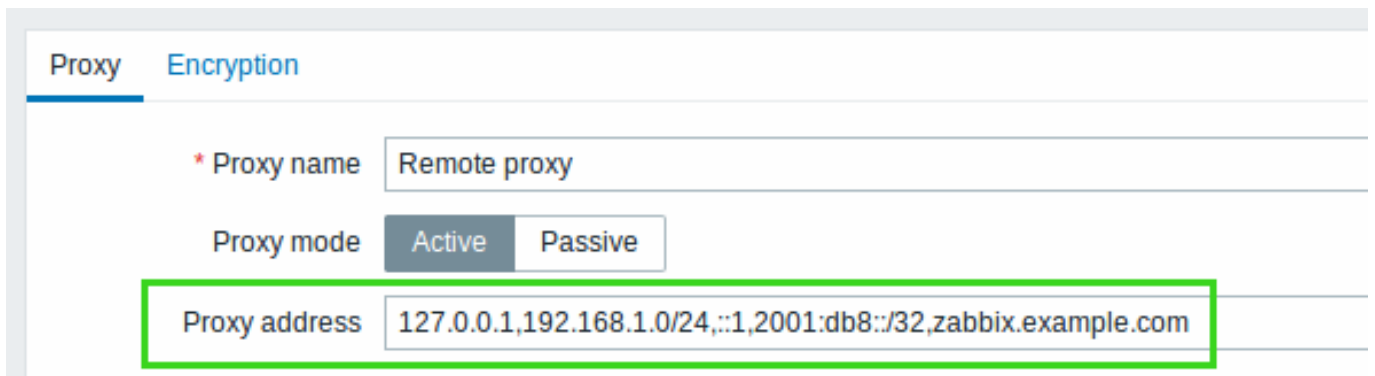 Proxy Encryption
* Proxy name Remote proxy
Proxy mode Active Passive
Proxy address 127.0.0.1,192.168.1.0/24,::1,2001:db8::/32,zabbix.example.com